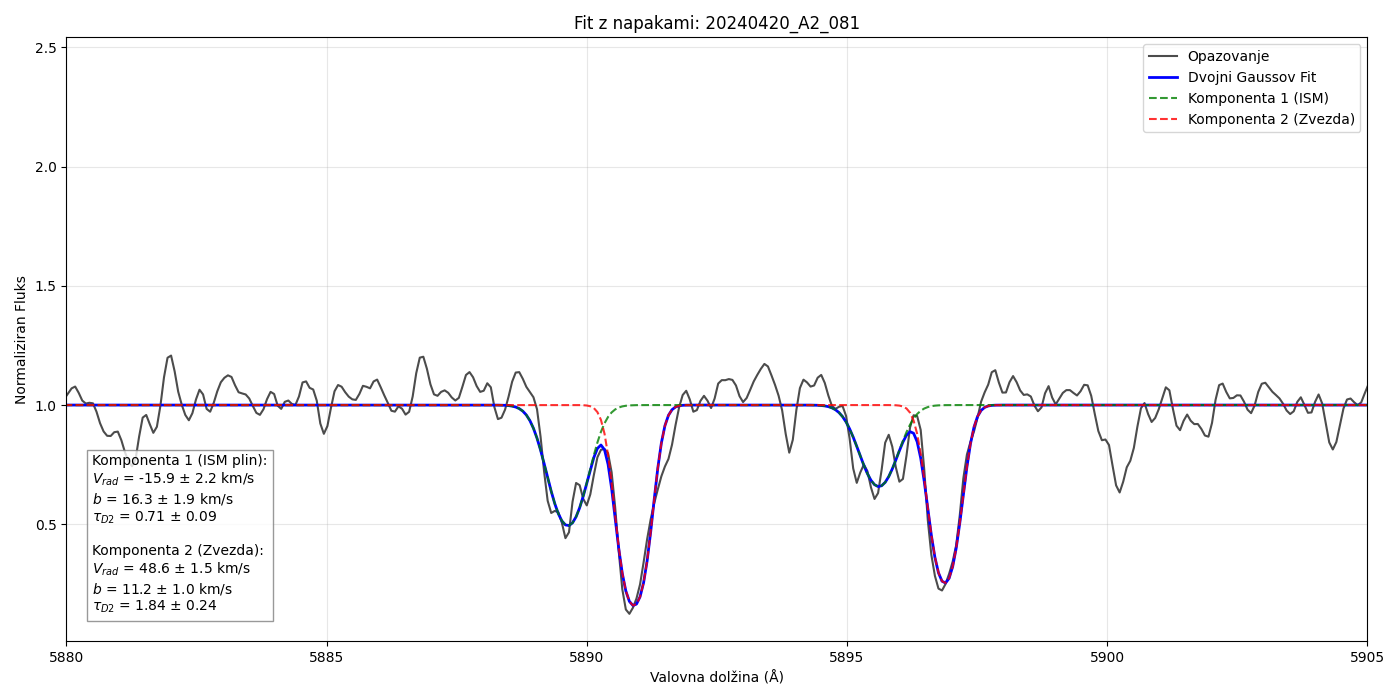 Fit z napakami: 20240420_A2_081
Normaliziran Fluks
2.5
2.0
1.5
1.0
0.5
Opazovanje
Dvojni Gaussov Fit
Komponenta 1 (ISM)
Komponenta 2 (Zvezda)
Komponenta 1 (ISM plin):
V_rad = -15.9 ± 2.2 km/s
b = 16.3 ± 1.9 km/s
τ_D2 = 0.71 ± 0.09
Komponenta 2 (Zvezda):
V_rad = 48.6 ± 1.5 km/s
b = 11.2 ± 1.0 km/s
τ_D2 = 1.84 ± 0.24
5880 5885 5890 5895 5900 5905
Valovna dolžina (Å)